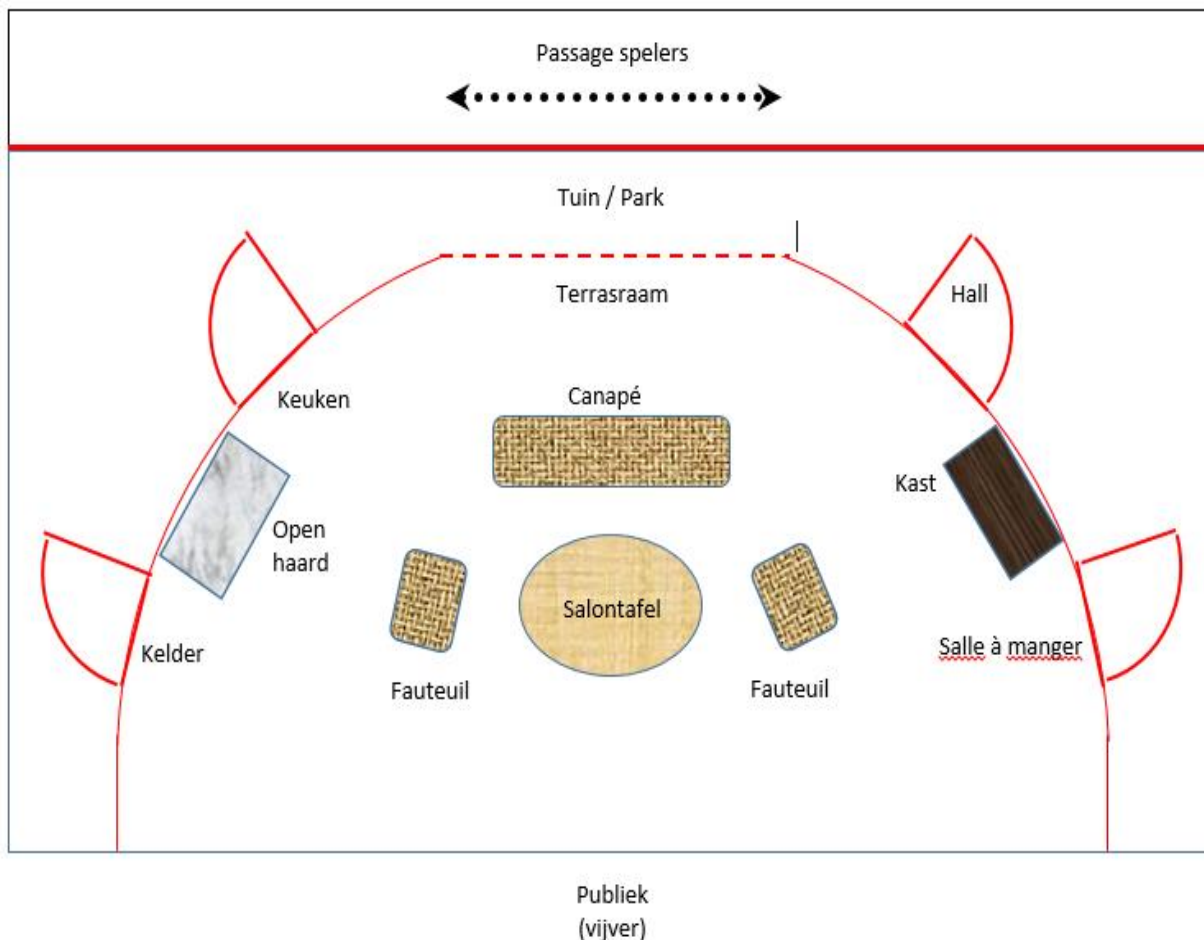 Passage spelers
Tuin / Park
Terrasraam
Hall
Keuken
Canapé
Kast
Open
haard
Salontafel
Kelder
Salle à manger
Fauteuil
Fauteuil
Publiek
(vijver)